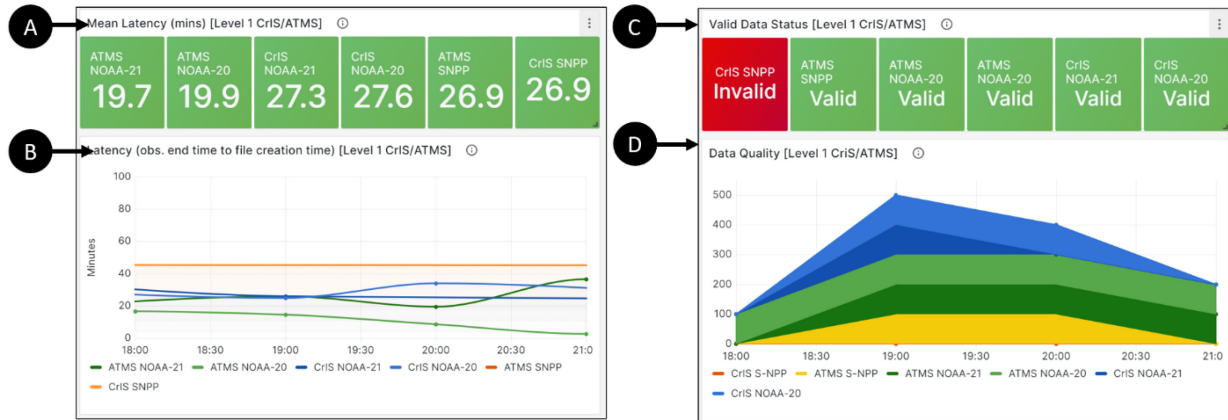 A
Mean Latency (mins) [Level 1 CrIS/ATMS]
ATMS
NOAA-21
19.7
ATMS
NOAA-20
19.9
CrIS
NOAA-21
27.3
CrIS
NOAA-20
27.6
ATMS
SNPP
26.9
CrIS SNPP
26.9
B
Latency (obs. end time to file creation time) [Level 1 CrIS/ATMS]
100
80
60
40
20
0
Minutes
18:00 18:30 19:00 19:30 20:00 20:30 21:0
ATMS NOAA-21 ATMS NOAA-20 CrIS NOAA-21 CrIS NOAA-20 ATMS SNPP
CrIS SNPP
C
Valid Data Status [Level 1 CrIS/ATMS]
CrIS SNPP
Invalid
ATMS
SNPP
Valid
ATMS
NOAA-20
Valid
ATMS
NOAA-20
Valid
CrIS
NOAA-21
Valid
CrIS
NOAA-20
Valid
D
Data Quality [Level 1 CriS/ATMS]
500
400
300
200
100
0
18:00 18:30 19:00 19:30 20:00 20:30 21:0
CrIS S-NPP ATMS S-NPP ATMS NOAA-21 ATMS NOAA-20 CrIS NOAA-21
CrIS NOAA-20